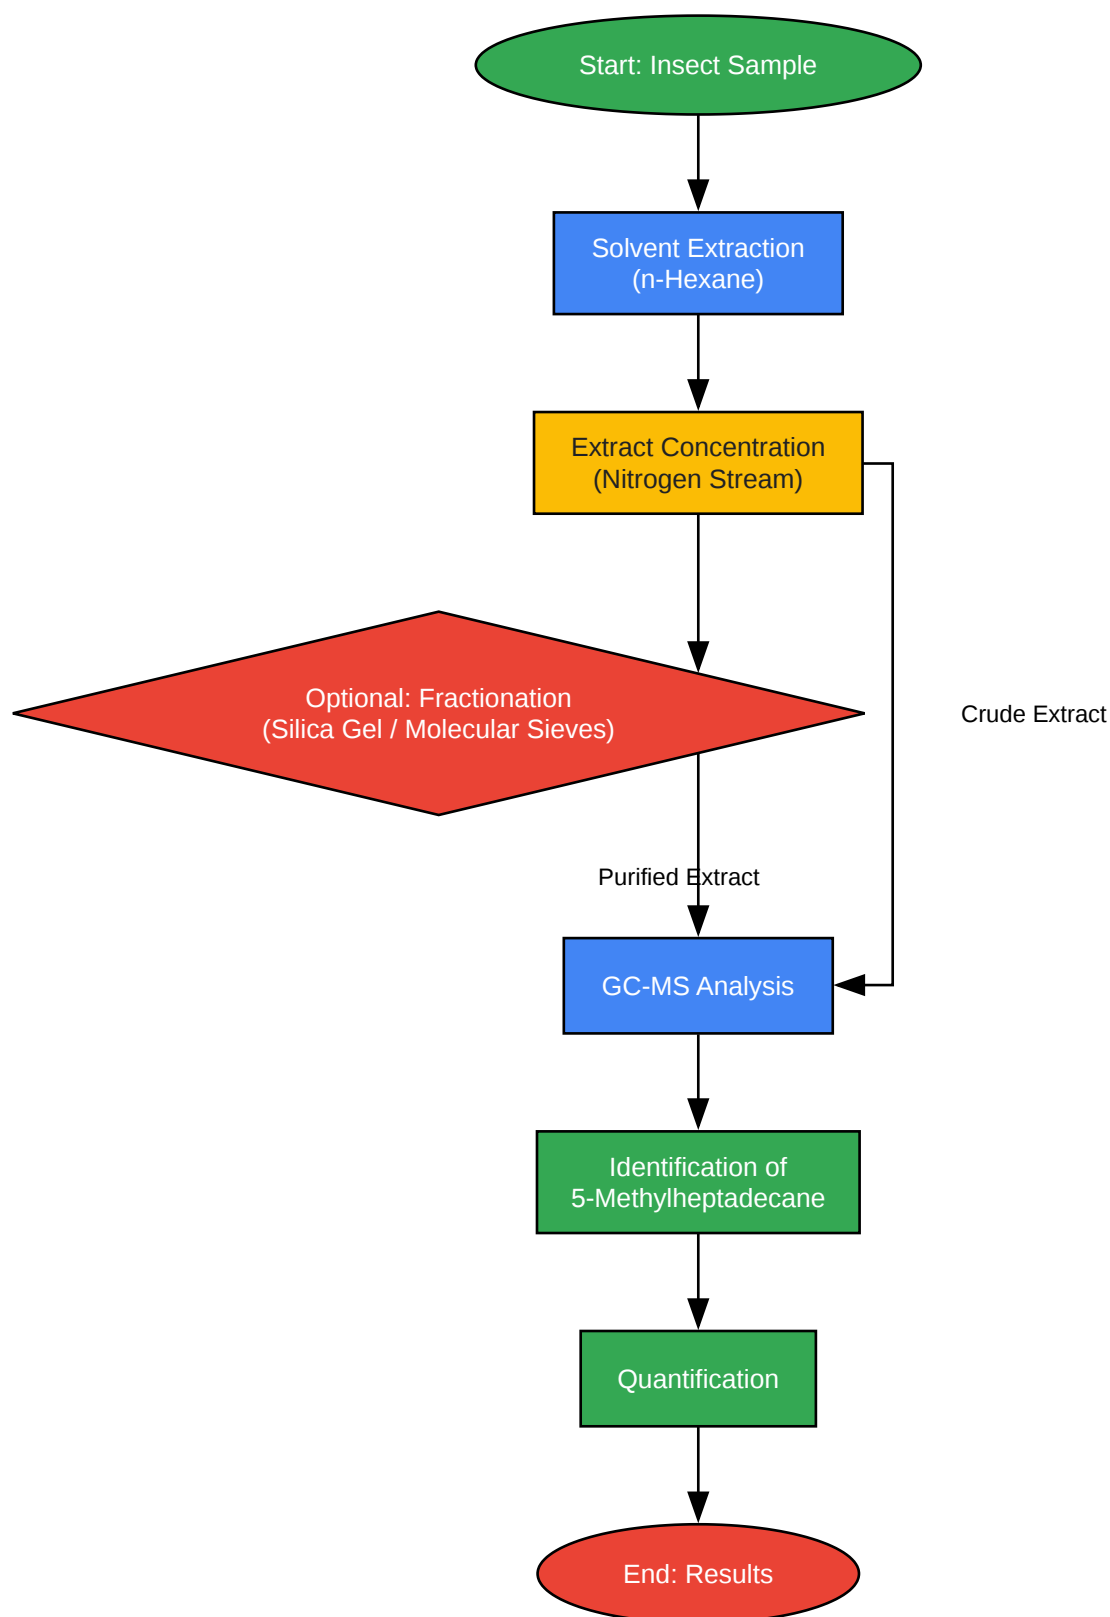 Start: Insect Sample
Solvent Extraction
(n-Hexane)
Extract Concentration
(Nitrogen Stream)
Optional: Fractionation
(Silica Gel / Molecular Sieves)
Crude Extract
Purified Extract
GC-MS Analysis
Identification of
5-Methylheptadecane
Quantification
End: Results